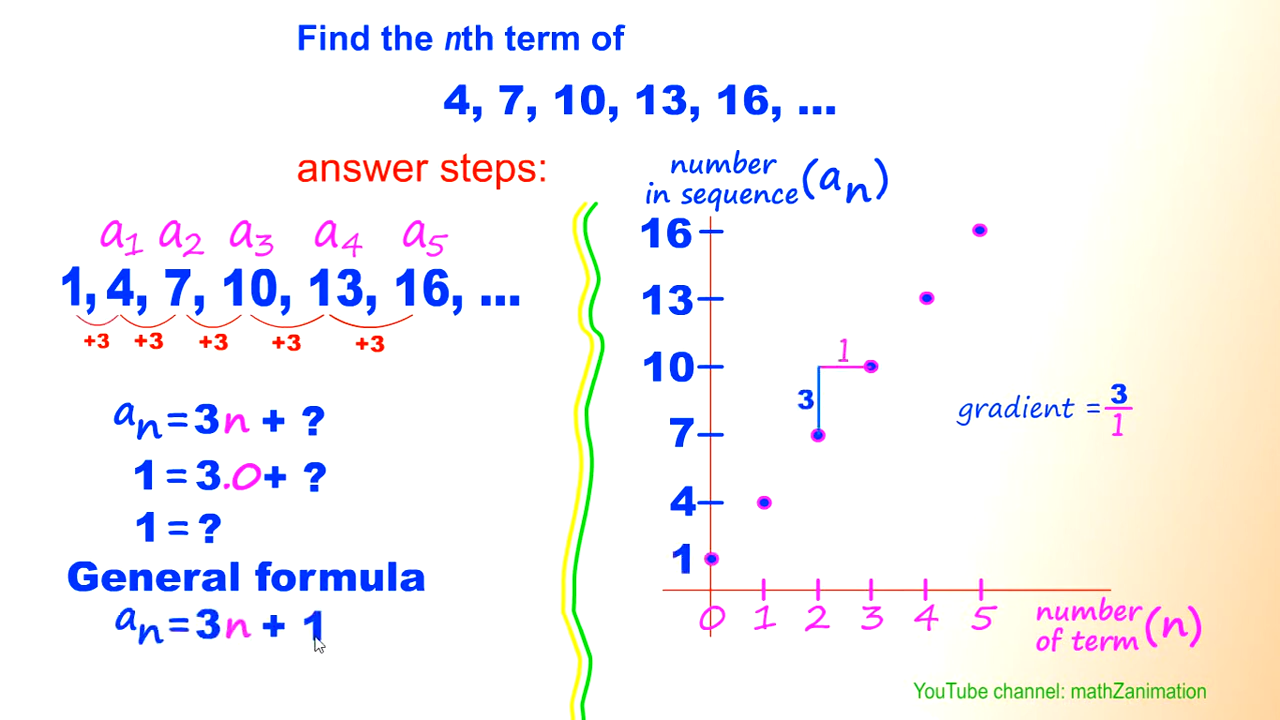 Find the nth term of
4, 7, 10, 13, 16, ...
answer steps:
a1 a2 a3 a4 a5
1, 4, 7, 10, 13, 16, ...
+3 +3 +3 +3 +3
an = 3n + ?
1 = 3.0 + ?
1 = ?
General formula
an = 3n + 1
number
in sequence (an)
16
13
10
7
4
1
1
3
gradient = 3/1
0 1 2 3 4 5
number
of term (n)
YouTube channel: mathZanimation